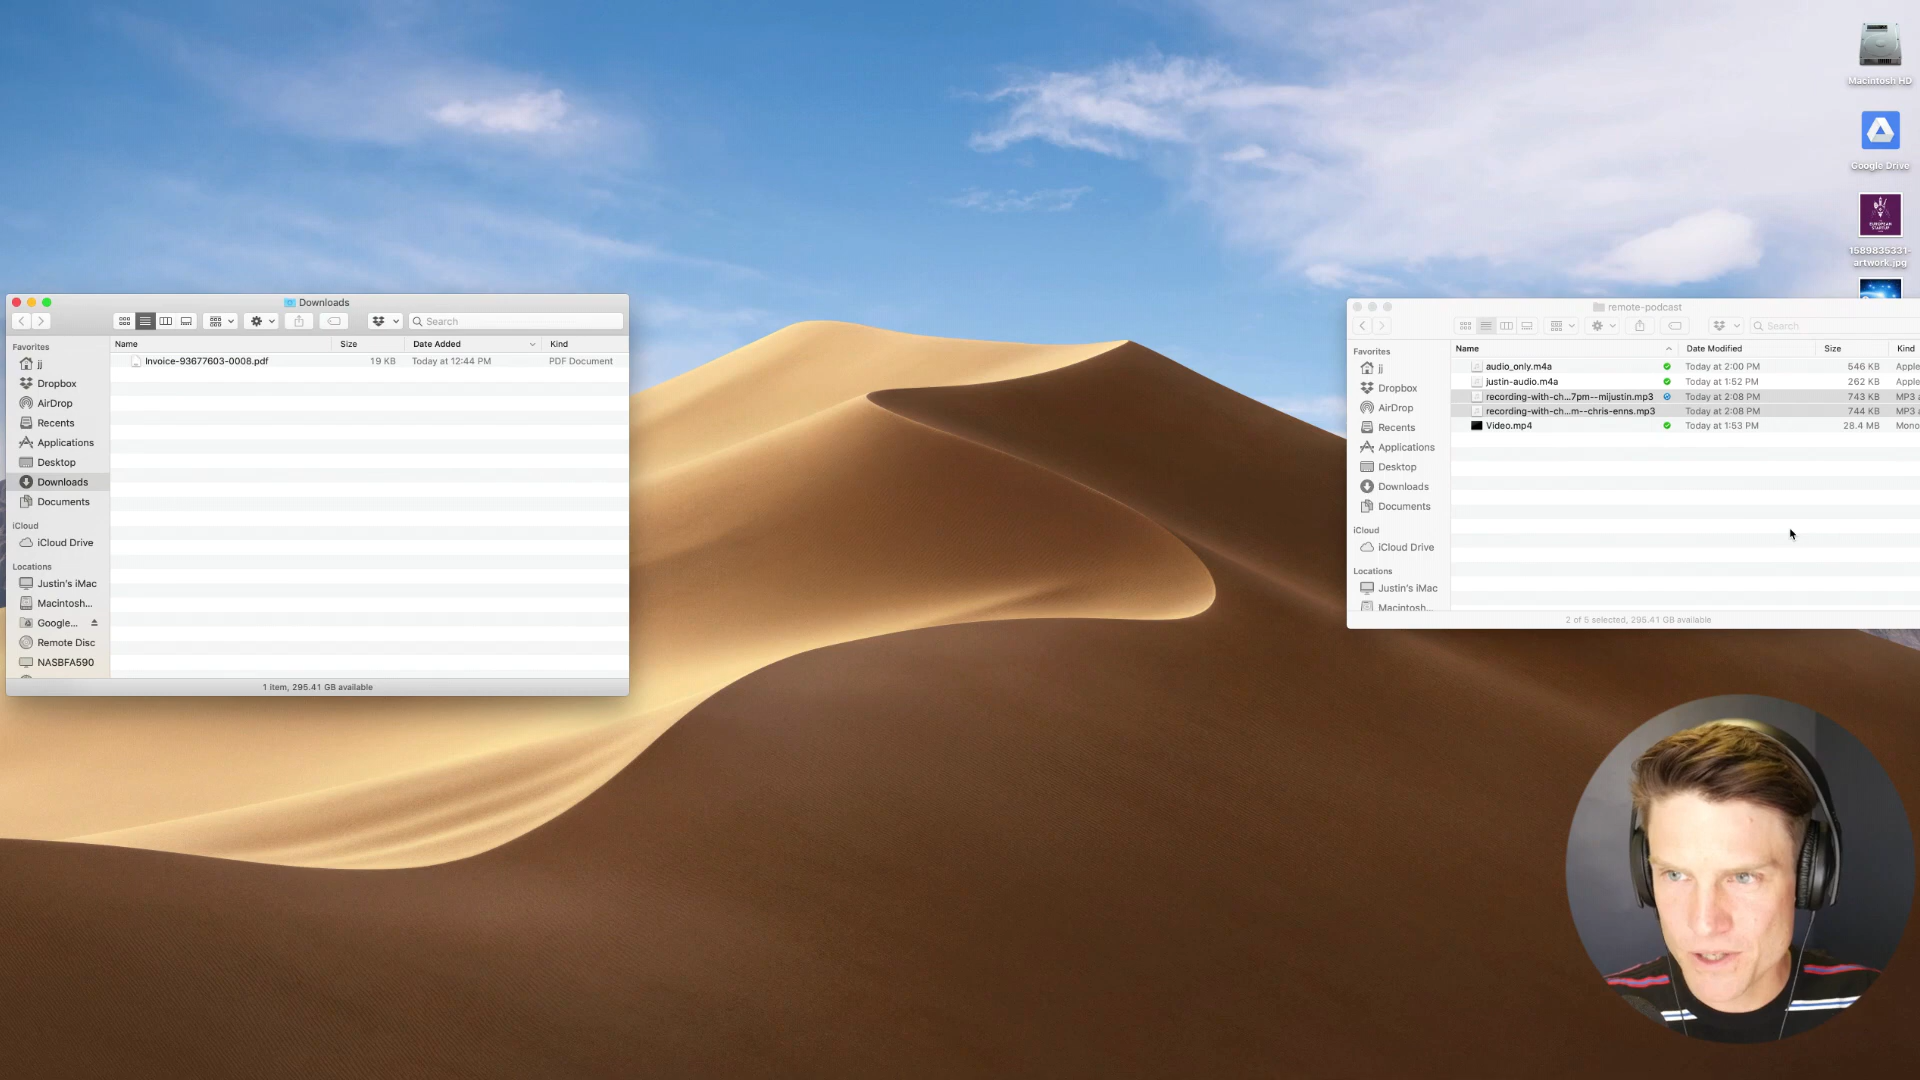 Macintosh HD
Google Drive
EUROPEAN
STARTUP
1589835331-
artwork.jpg
Downloads
Search
Favorites
jj
Dropbox
AirDrop
Recents
Applications
Desktop
Downloads
Documents
iCloud
iCloud Drive
Locations
Justin's iMac
Macintosh...
Google...
Remote Disc
NASBFA590
Name Size Date Added Kind
Invoice-93677603-0008.pdf 19 KB Today at 12:44 PM PDF Document
1 item, 295.41 GB available
remote-podcast
Search
Favorites
jj
Dropbox
AirDrop
Recents
Applications
Desktop
Downloads
Documents
iCloud
iCloud Drive
Locations
Justin's iMac
Macintosh...
Name Date Modified Size Kind
audio_only.m4a Today at 2:00 PM 546 KB Apple
justin-audio.m4a Today at 1:52 PM 262 KB Apple
recording-with-ch...7pm--mijustin.mp3 Today at 2:08 PM 743 KB MP3 a
recording-with-ch...m--chris-enns.mp3 Today at 2:08 PM 744 KB MP3 a
Video.mp4 Today at 1:53 PM 28.4 MB Mono
2 of 5 selected, 295.41 GB available